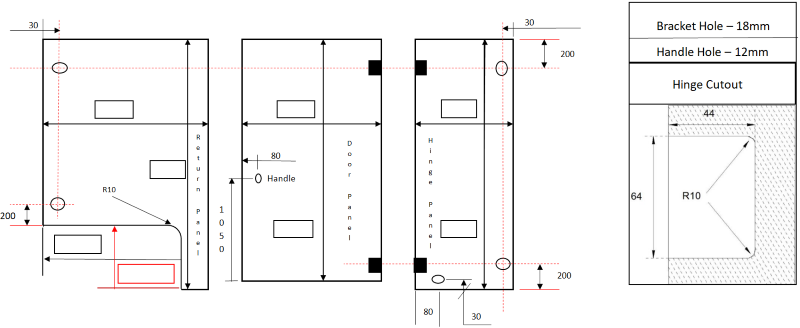 30
30
200
Bracket Hole – 18mm
Handle Hole – 12mm
Hinge Cutout
44
64
R10
Return Panel
Door Panel
Hinge Panel
80
Handle
R10
200
1050
200
80
30